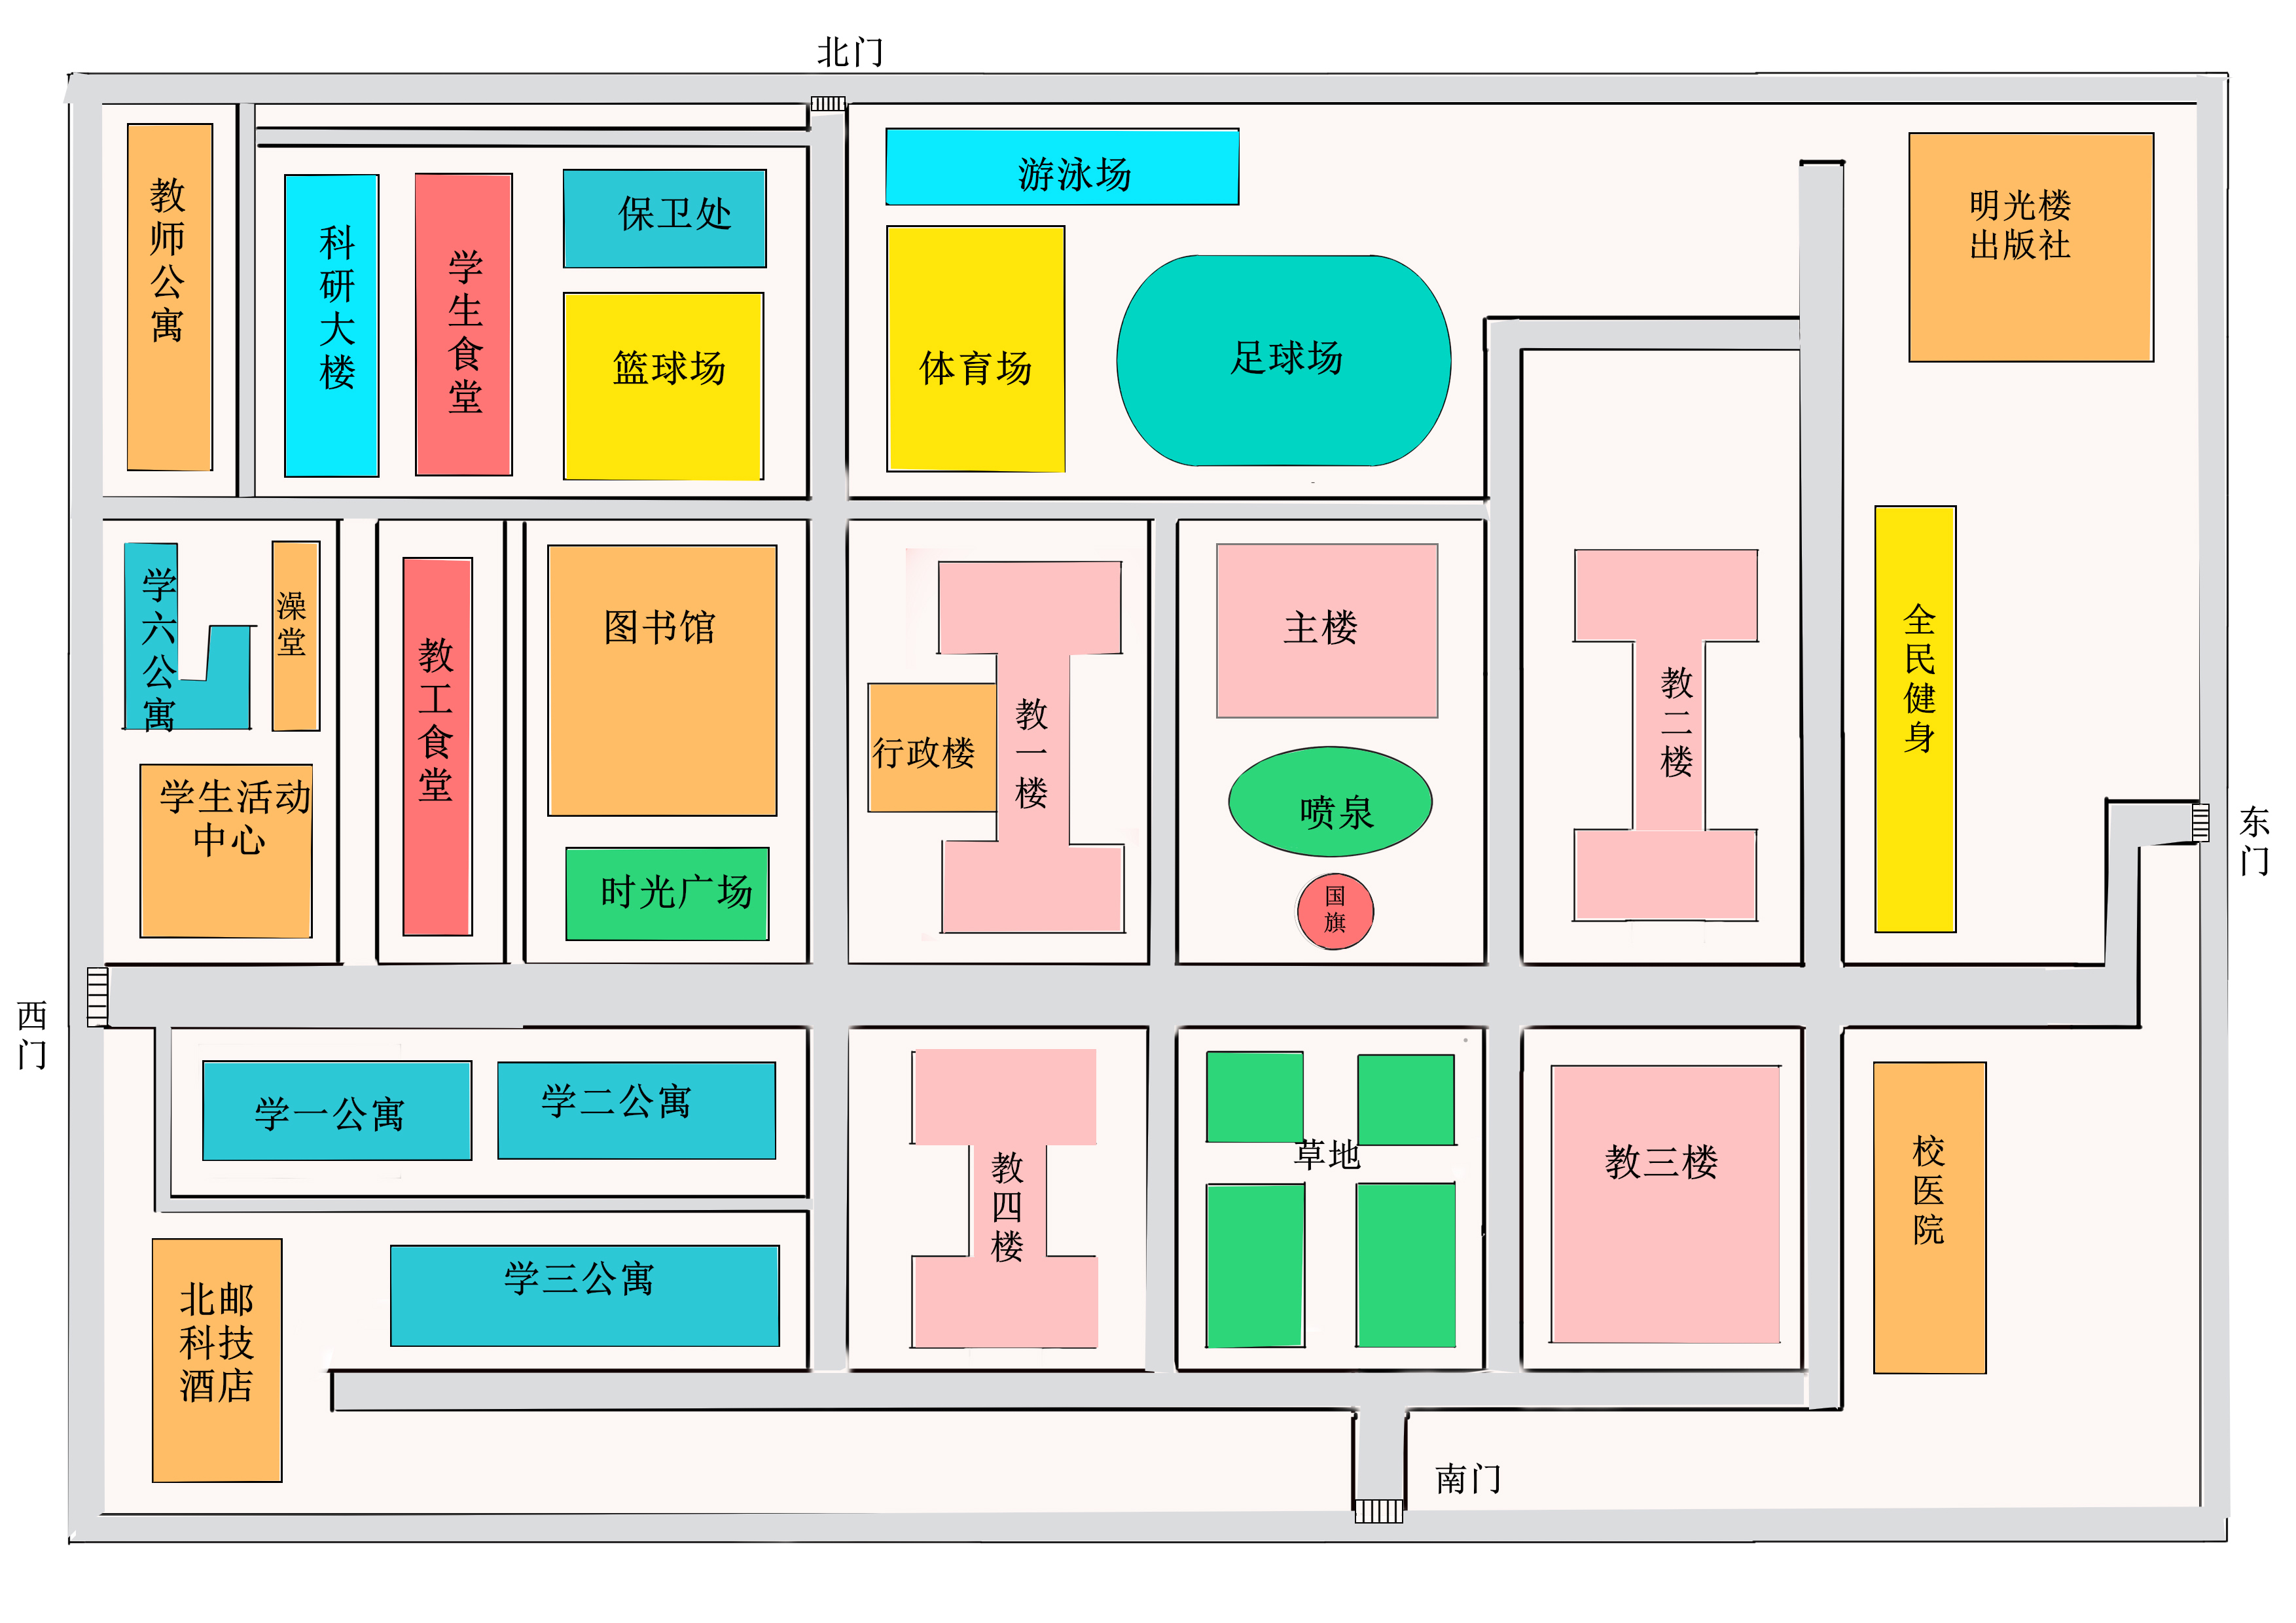 北门
教师公寓
科研大楼
学生食堂
保卫处
篮球场
游泳场
体育场
足球场
明光楼
出版社
学六公寓
澡堂
学生活动
中心
教工食堂
图书馆
时光广场
行政楼
教一楼
主楼
喷泉
国旗
教二楼
全民健身
东门
西门
学一公寓
学二公寓
学三公寓
北邮
科技
酒店
教四楼
草地
教三楼
校医院
南门